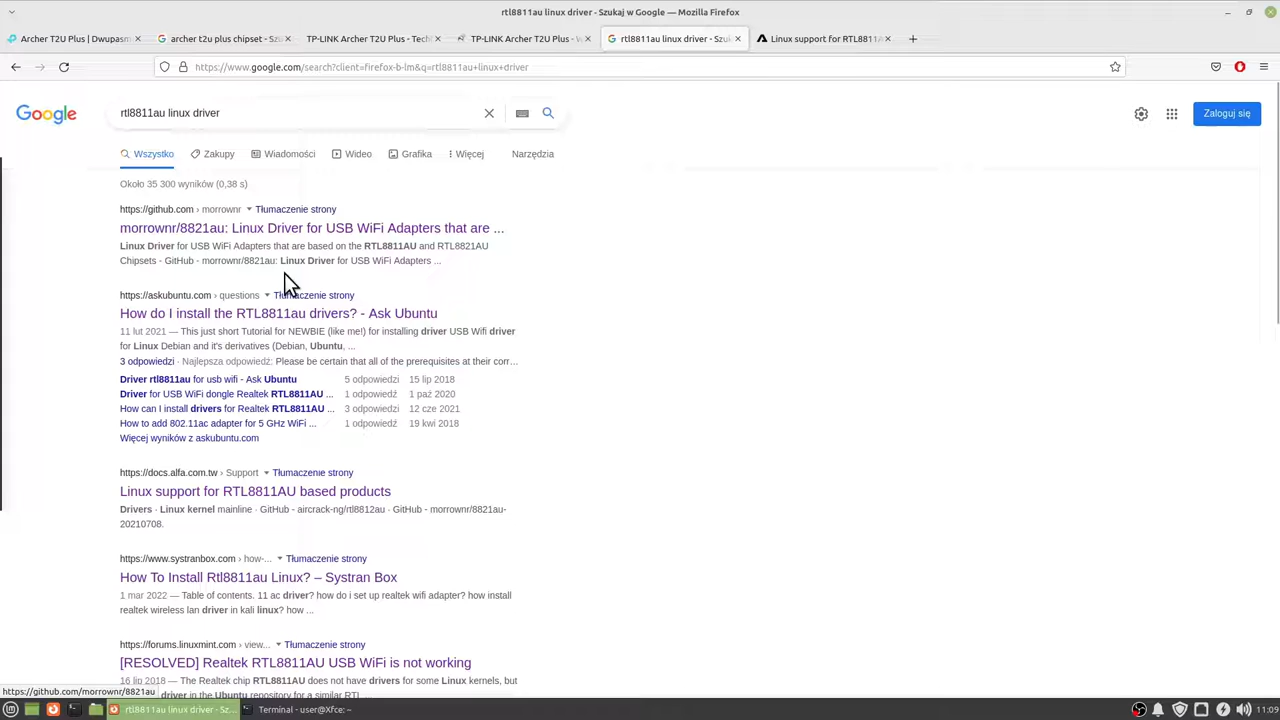 rtl8811au linux driver - Szukaj w Google — Mozilla Firefox
Archer T2U Plus | Dwupasm
archer t2u plus chipset - Szu
TP-LINK Archer T2U Plus - Tech
TP-LINK Archer T2U Plus - W
rtl8811au linux driver - Szuk
Linux support for RTL8811AU
https://www.google.com/search?client=firefox-b-lm&q=rtl8811au+linux+driver
Google
rtl8811au linux driver
Zaloguj się
Wszystko Zakupy Wiadomości Wideo Grafika Więcej Narzędzia
Około 35 300 wyników (0,38 s)
https://github.com › morrownr Tłumaczenie strony
morrownr/8821au: Linux Driver for USB WiFi Adapters that are ...
Linux Driver for USB WiFi Adapters that are based on the RTL8811AU and RTL8821AU
Chipsets - GitHub - morrownr/8821au: Linux Driver for USB WiFi Adapters ...
https://askubuntu.com › questions Tłumaczenie strony
How do I install the RTL8811au drivers? - Ask Ubuntu
11 lut 2021 — This just short Tutorial for NEWBIE (like me!) for installing driver USB Wifi driver
for Linux Debian and it's derivatives (Debian, Ubuntu, ...
3 odpowiedzi · Najlepsza odpowiedź: Please be certain that all of the prerequisites at their corr...
Driver rtl8811au for usb wifi - Ask Ubuntu 5 odpowiedzi 15 lip 2018
Driver for USB WiFi dongle Realtek RTL8811AU ... 1 odpowiedź 1 paź 2020
How can I install drivers for Realtek RTL8811AU ... 3 odpowiedzi 12 cze 2021
How to add 802.11ac adapter for 5 GHz WiFi ... 1 odpowiedź 19 kwi 2018
Więcej wyników z askubuntu.com
https://docs.alfa.com.tw › Support Tłumaczenie strony
Linux support for RTL8811AU based products
Drivers · Linux kernel mainline · GitHub - aircrack-ng/rtl8812au · GitHub - morrownr/8821au-
20210708.
https://www.systranbox.com › how-... Tłumaczenie strony
How To Install Rtl8811au Linux? – Systran Box
1 mar 2022 — Table of contents. 11 ac driver? how do i set up realtek wifi adapter? how install
realtek wireless lan driver in kali linux? how ...
https://forums.linuxmint.com › view... Tłumaczenie strony
[RESOLVED] Realtek RTL8811AU USB WiFi is not working
16 lip 2018 — The Realtek chip RTL8811AU does not have drivers for some Linux kernels, but
https://github.com/morrownr/8821au
driver in the Ubuntu repository for a similar RTL
rtl8811au linux driver - Sz...
Terminal - user@Xfce: ~
11:09